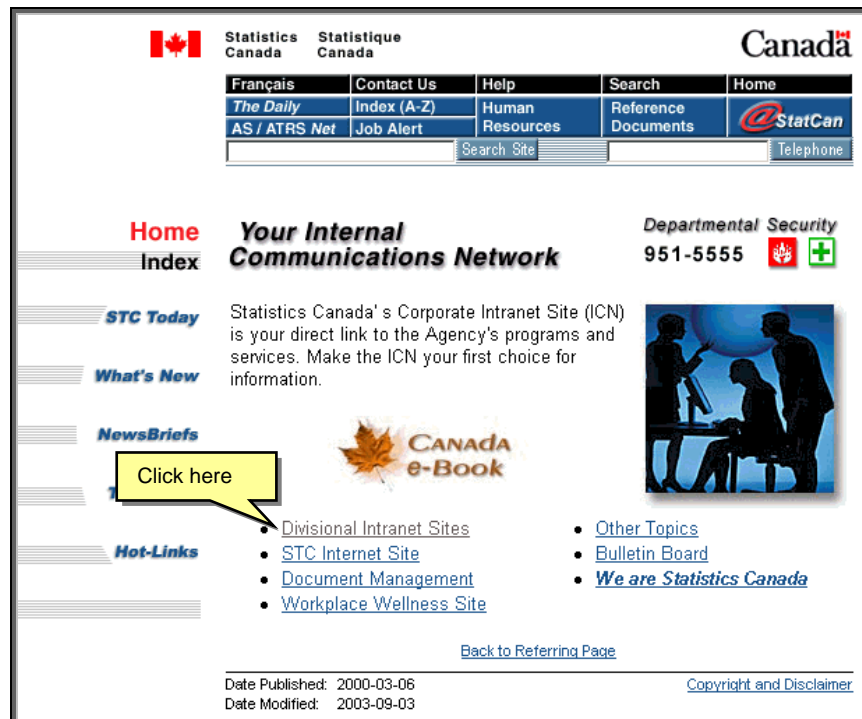 Statistics Statistique
Canada Canada
Canada
Français Contact Us Help Search Home
The Daily Index (A-Z) Human Resources Reference Documents @StatCan
AS / ATRS Net Job Alert
Search Site Telephone
Home
Index
Your Internal
Communications Network
Departmental Security
951-5555
STC Today
What's New
NewsBriefs
Hot-Links
Statistics Canada' s Corporate Intranet Site (ICN)
is your direct link to the Agency's programs and
services. Make the ICN your first choice for
information.
CANADA
e-BOOK
Click here
Divisional Intranet Sites
STC Internet Site
Document Management
Workplace Wellness Site
Other Topics
Bulletin Board
We are Statistics Canada
Back to Referring Page
Date Published: 2000-03-06
Date Modified: 2003-09-03
Copyright and Disclaimer